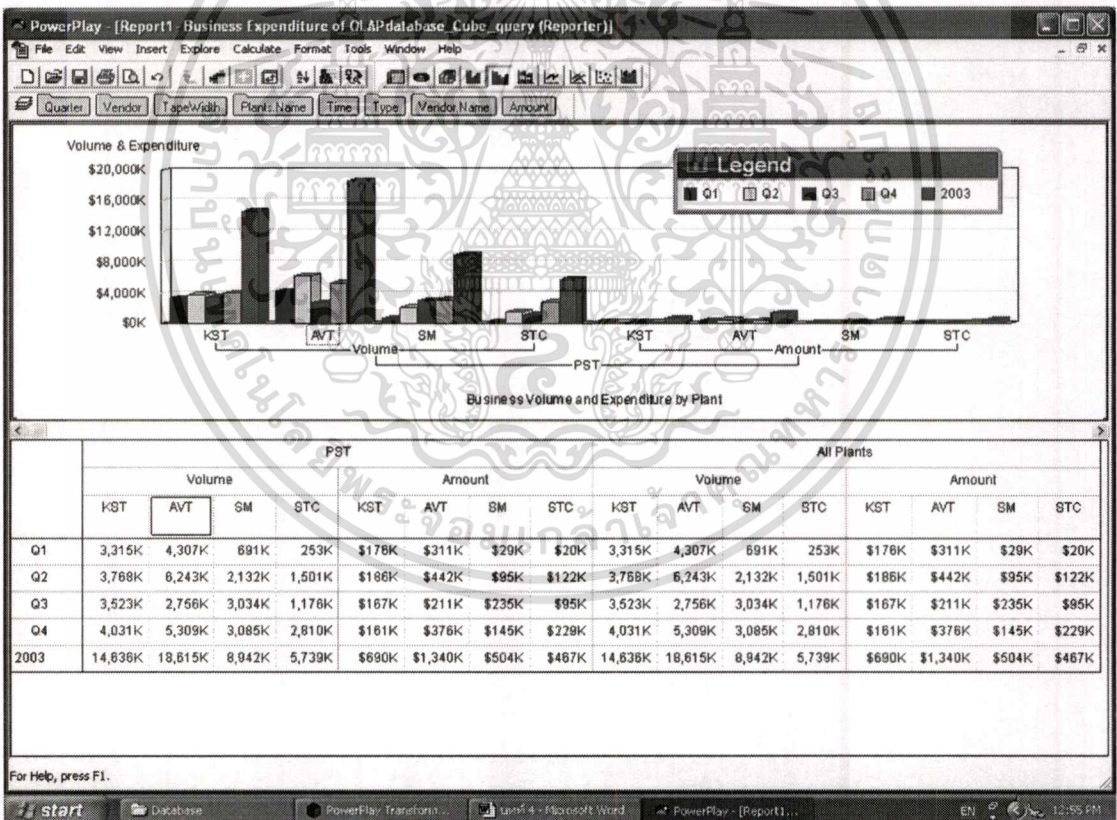 PowerPlay - [Report1 - Business Expenditure of OLAPdatabase_Cube_query (Reporter)]
File Edit View Insert Explore Calculate Format Tools Window Help
Quarter Vendor TapeWidth Plants.Name Time Type Vendor.Name Amount
Volume & Expenditure
Legend
Q1 Q2 Q3 Q4 2003
$20,000K
$16,000K
$12,000K
$8,000K
$4,000K
$0K
KST AVT SM STC KST AVT SM STC
Volume Amount
PST
Business Volume and Expenditure by Plant
PST All Plants
Volume Amount Volume Amount
KST AVT SM STC KST AVT SM STC KST AVT SM STC KST AVT SM STC
Q1 3,315K 4,307K 691K 253K $176K $311K $29K $20K 3,315K 4,307K 691K 253K $176K $311K $29K $20K
Q2 3,768K 6,243K 2,132K 1,501K $186K $442K $95K $122K 3,768K 6,243K 2,132K 1,501K $186K $442K $95K $122K
Q3 3,523K 2,756K 3,034K 1,176K $167K $211K $235K $95K 3,523K 2,756K 3,034K 1,176K $167K $211K $235K $95K
Q4 4,031K 5,309K 3,085K 2,810K $161K $376K $145K $229K 4,031K 5,309K 3,085K 2,810K $161K $376K $145K $229K
2003 14,636K 18,615K 8,942K 5,739K $690K $1,340K $504K $467K 14,636K 18,615K 8,942K 5,739K $690K $1,340K $504K $467K
For Help, press F1.
start Database PowerPlay Transform... บทที่ 4 - Microsoft Word PowerPlay - [Report1... EN 12:55 PM